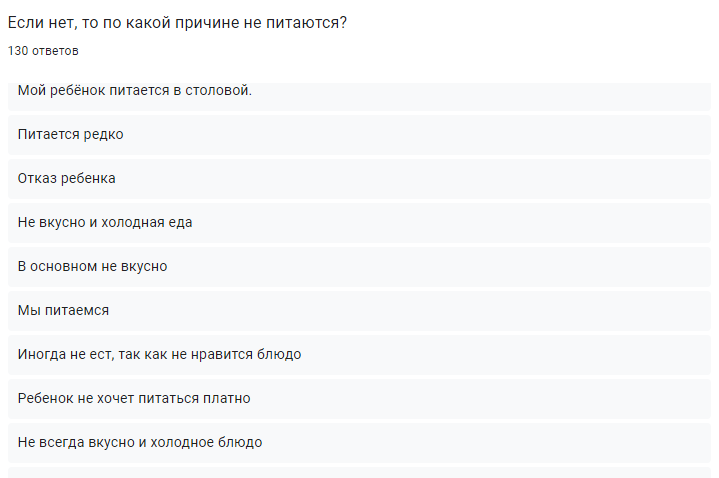 Если нет, то по какой причине не питаются?
130 ответов
Мой ребёнок питается в столовой.
Питается редко
Отказ ребенка
Не вкусно и холодная еда
В основном не вкусно
Мы питаемся
Иногда не ест, так как не нравится блюдо
Ребенок не хочет питаться платно
Не всегда вкусно и холодное блюдо